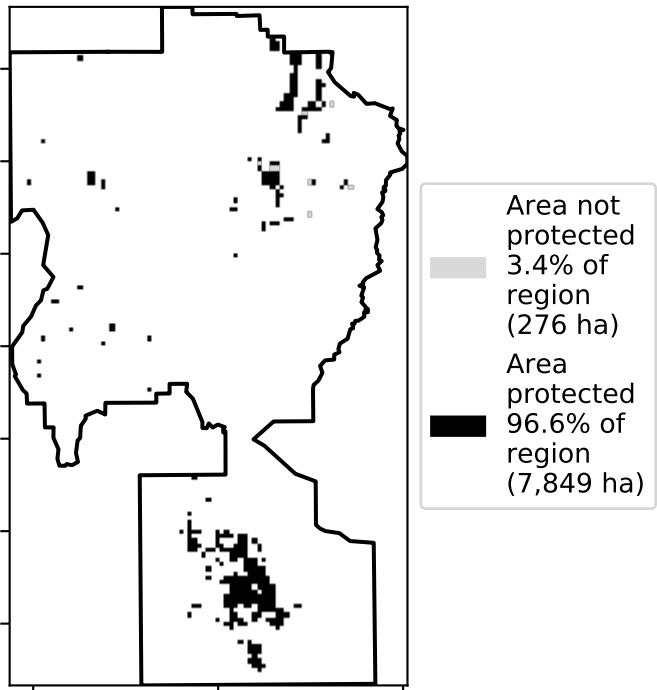 Area not
protected
3.4% of
region
(276 ha)
Area
protected
96.6% of
region
(7,849 ha)